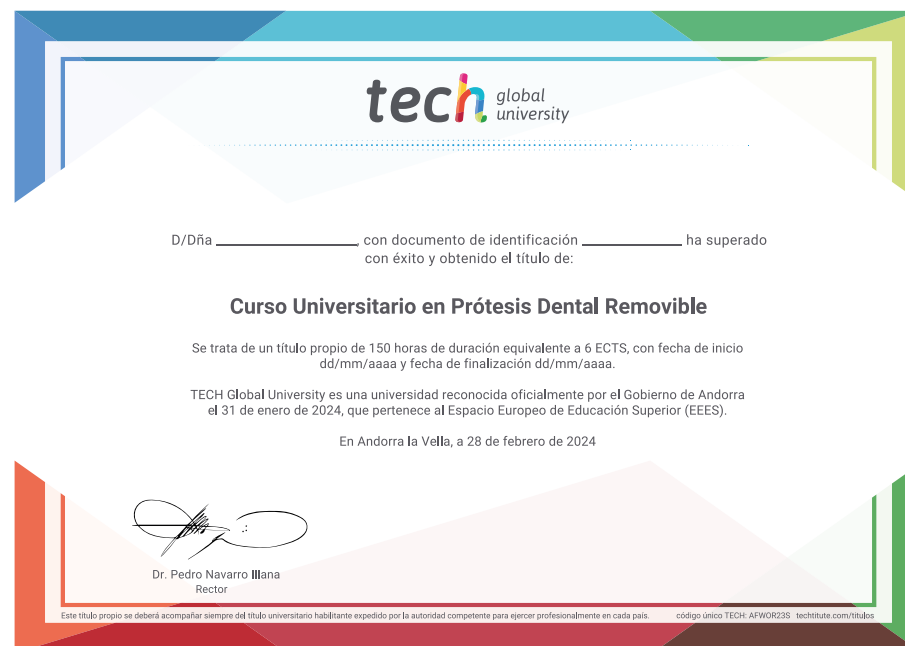 tech global university
D/Dña ______________, con documento de identificación __________ ha superado
con éxito y obtenido el título de:
Curso Universitario en Prótesis Dental Removible
Se trata de un título propio de 150 horas de duración equivalente a 6 ECTS, con fecha de inicio
dd/mm/aaaa y fecha de finalización dd/mm/aaaa.
TECH Global University es una universidad reconocida oficialmente por el Gobierno de Andorra
el 31 de enero de 2024, que pertenece al Espacio Europeo de Educación Superior (EEES).
En Andorra la Vella, a 28 de febrero de 2024
Dr. Pedro Navarro Illana
Rector
Este título propio se deberá acompañar siempre del título universitario habilitante expedido por la autoridad competente para ejercer profesionalmente en cada país. código único TECH: AFWOR23S techtitute.com/titulos